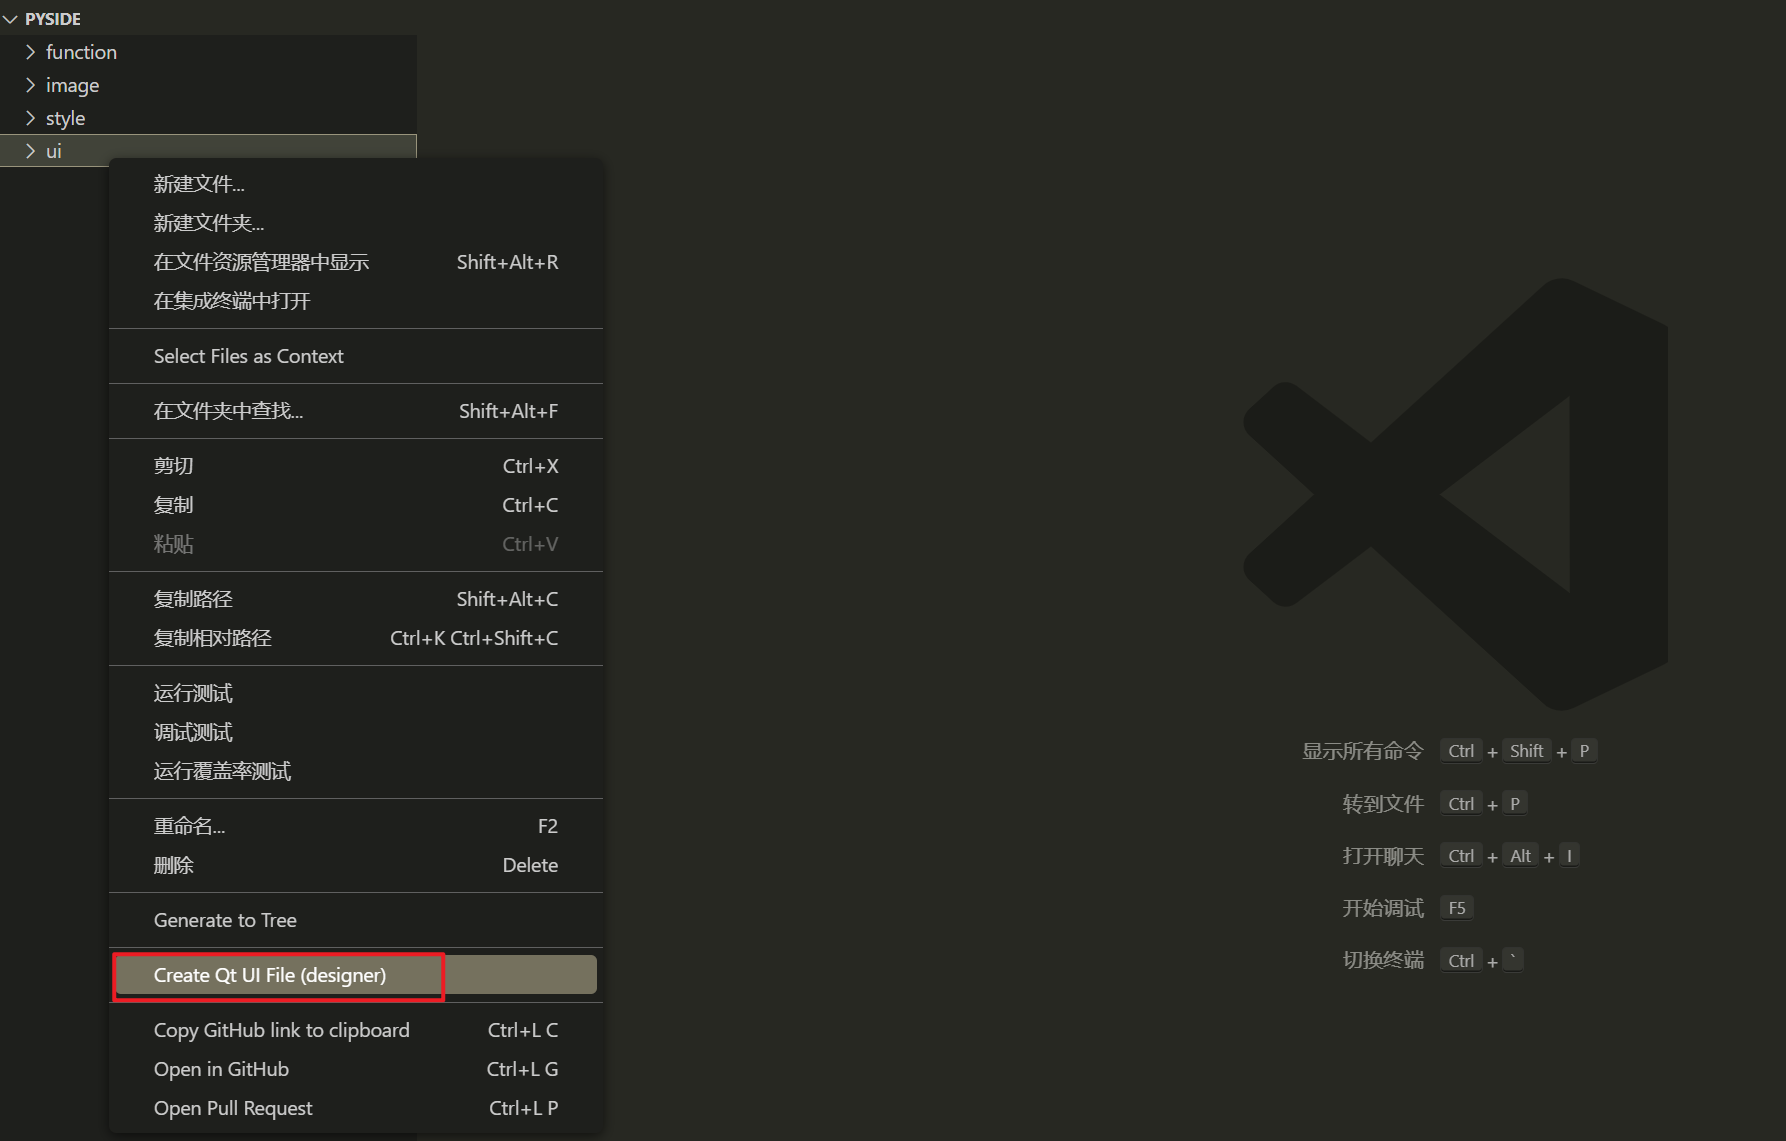 PYSIDE
function
image
style
ui
新建文件...
新建文件夹...
在文件资源管理器中显示 Shift+Alt+R
在集成终端中打开
Select Files as Context
在文件夹中查找... Shift+Alt+F
剪切 Ctrl+X
复制 Ctrl+C
粘贴 Ctrl+V
复制路径 Shift+Alt+C
复制相对路径 Ctrl+K Ctrl+Shift+C
运行测试
调试测试
运行覆盖率测试
重命名... F2
删除 Delete
Generate to Tree
Create Qt UI File (designer)
Copy GitHub link to clipboard Ctrl+L C
Open in GitHub Ctrl+L G
Open Pull Request Ctrl+L P
显示所有命令 Ctrl + Shift + P
转到文件 Ctrl + P
打开聊天 Ctrl + Alt + I
开始调试 F5
切换终端 Ctrl + `